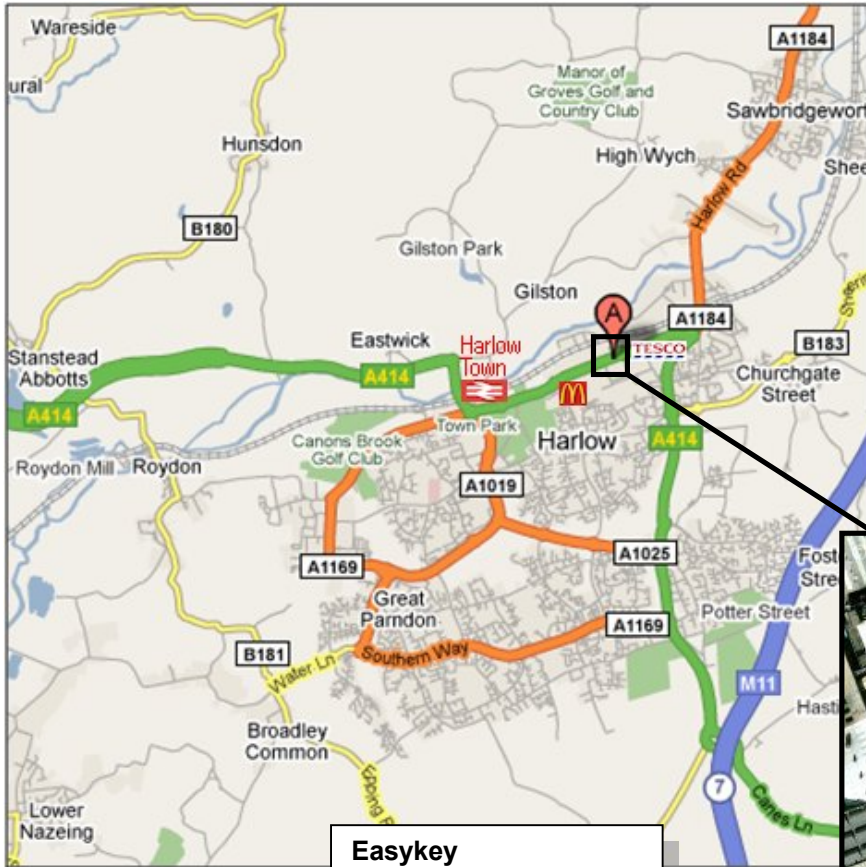 Wareside
A1184
ural
Manor of
Groves Golf and
Country Club
Sawbridgewort
Hunsdon
High Wych
Shee
Harlow Rd
B180
Gilston Park
Gilston
A
A1184
Eastwick
Harlow
Town
TESCO
B183
Sheerin
Stanstead
Abbotts
A414
Churchgate
Street
A414
Town Park
Canons Brook
Golf Club
Harlow
A414
Roydon Mill
Roydon
A1019
A1169
A1025
Fost
Stre
Great
Parndon
Potter Street
A1169
B181
Southern Way
Water Ln
M11
Hasti
Broadley
Common
7
Epping R
Canes Ln
Lower
Nazeing
Easykey